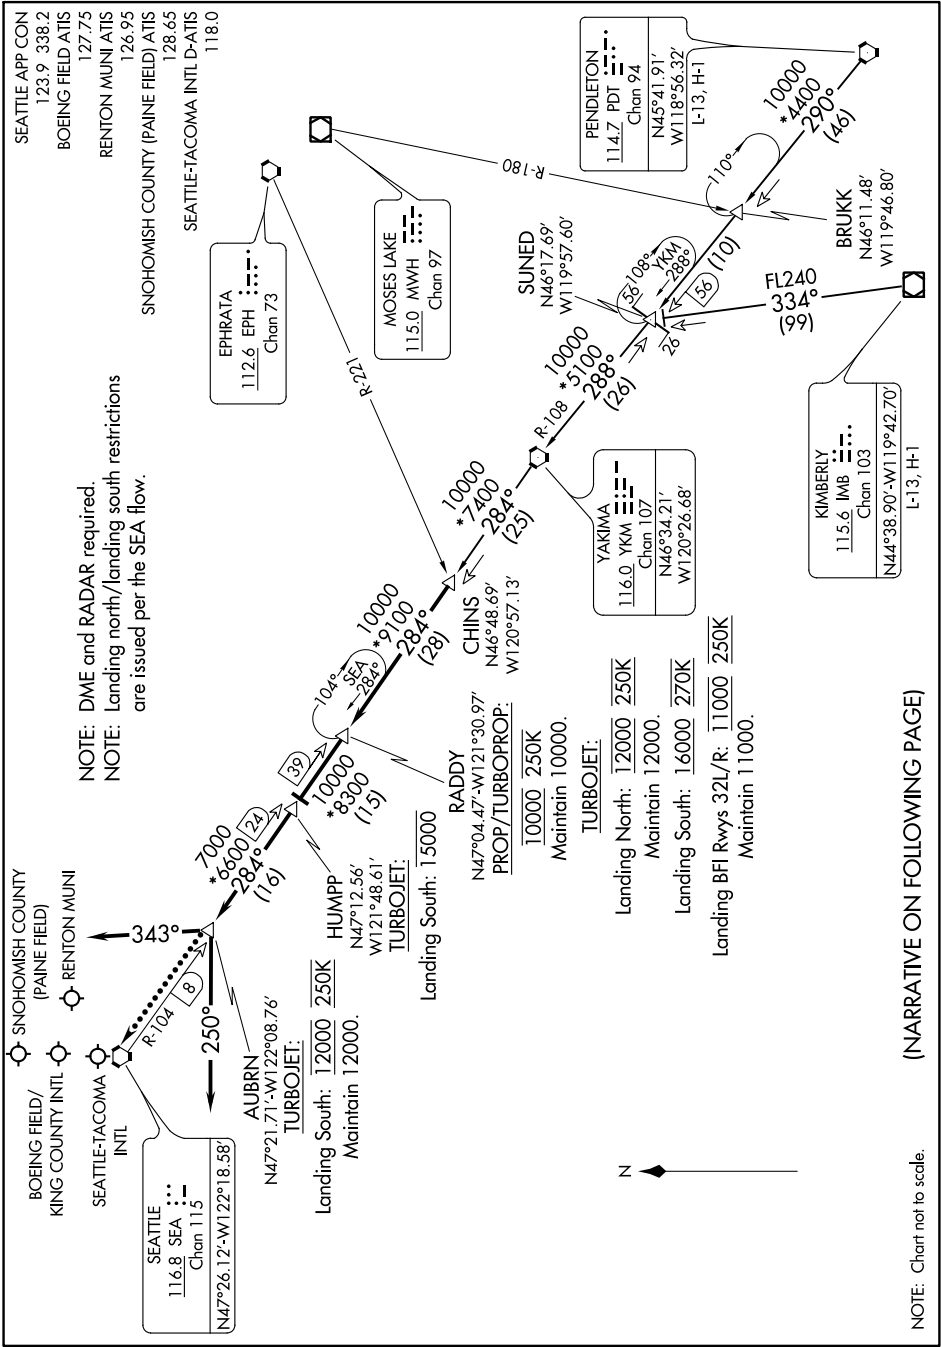 SEATTLE APP CON
123.9 338.2
BOEING FIELD ATIS
127.75
RENTON MUNI ATIS
126.95
SNOHOMISH COUNTY (PAINE FIELD) ATIS
128.65
SEATTLE-TACOMA INTL D-ATIS
118.0
NOTE: DME and RADAR required.
NOTE: Landing north/landing south restrictions
are issued per the SEA flow.
SNOHOMISH COUNTY
(PAINE FIELD)
RENTON MUNI
BOEING FIELD/
KING COUNTY INTL
SEATTLE-TACOMA
INTL
SEATTLE
116.8 SEA
Chan 115
N47°26.12'-W122°18.58'
R-104
8
343°
250°
AUBRN
N47°21.71'-W122°08.76'
TURBOJET:
Landing South: 12000 250K
Maintain 12000.
7000
*6600
284°
(16)
24
HUMPP
N47°12.56'
W121°48.61'
TURBOJET:
Landing South: 15000
39
10000
*8300
(15)
104°
SEA
284°
RADDY
N47°04.47'-W121°30.97'
PROP/TURBOPROP:
10000 250K
Maintain 10000.
TURBOJET:
Landing North: 12000 250K
Maintain 12000.
Landing South: 16000 270K
Maintain 12000.
Landing BFI Rwys 32L/R: 11000 250K
Maintain 11000.
10000
*9100
284°
(28)
CHINS
N46°48.69'
W120°57.13'
R-221
EPHRATA
112.6 EPH
Chan 73
MOSES LAKE
115.0 MWH
Chan 97
R-180
10000
*7400
284°
(25)
YAKIMA
116.0 YKM
Chan 107
N46°34.21'
W120°26.68'
R-108
10000
*5100
288°
(26)
SUNED
N46°17.69'
W119°57.60'
56
108°
YKM
288°
26
56
(10)
110°
BRUKK
N46°11.48'
W119°46.80'
10000
*4400
290°
(46)
PENDLETON
114.7 PDT
Chan 94
N45°41.91'
W118°56.32'
L-13, H-1
FL240
334°
(99)
KIMBERLY
115.6 IMB
Chan 103
N44°38.90'-W119°42.70'
L-13, H-1
N
(NARRATIVE ON FOLLOWING PAGE)
NOTE: Chart not to scale.